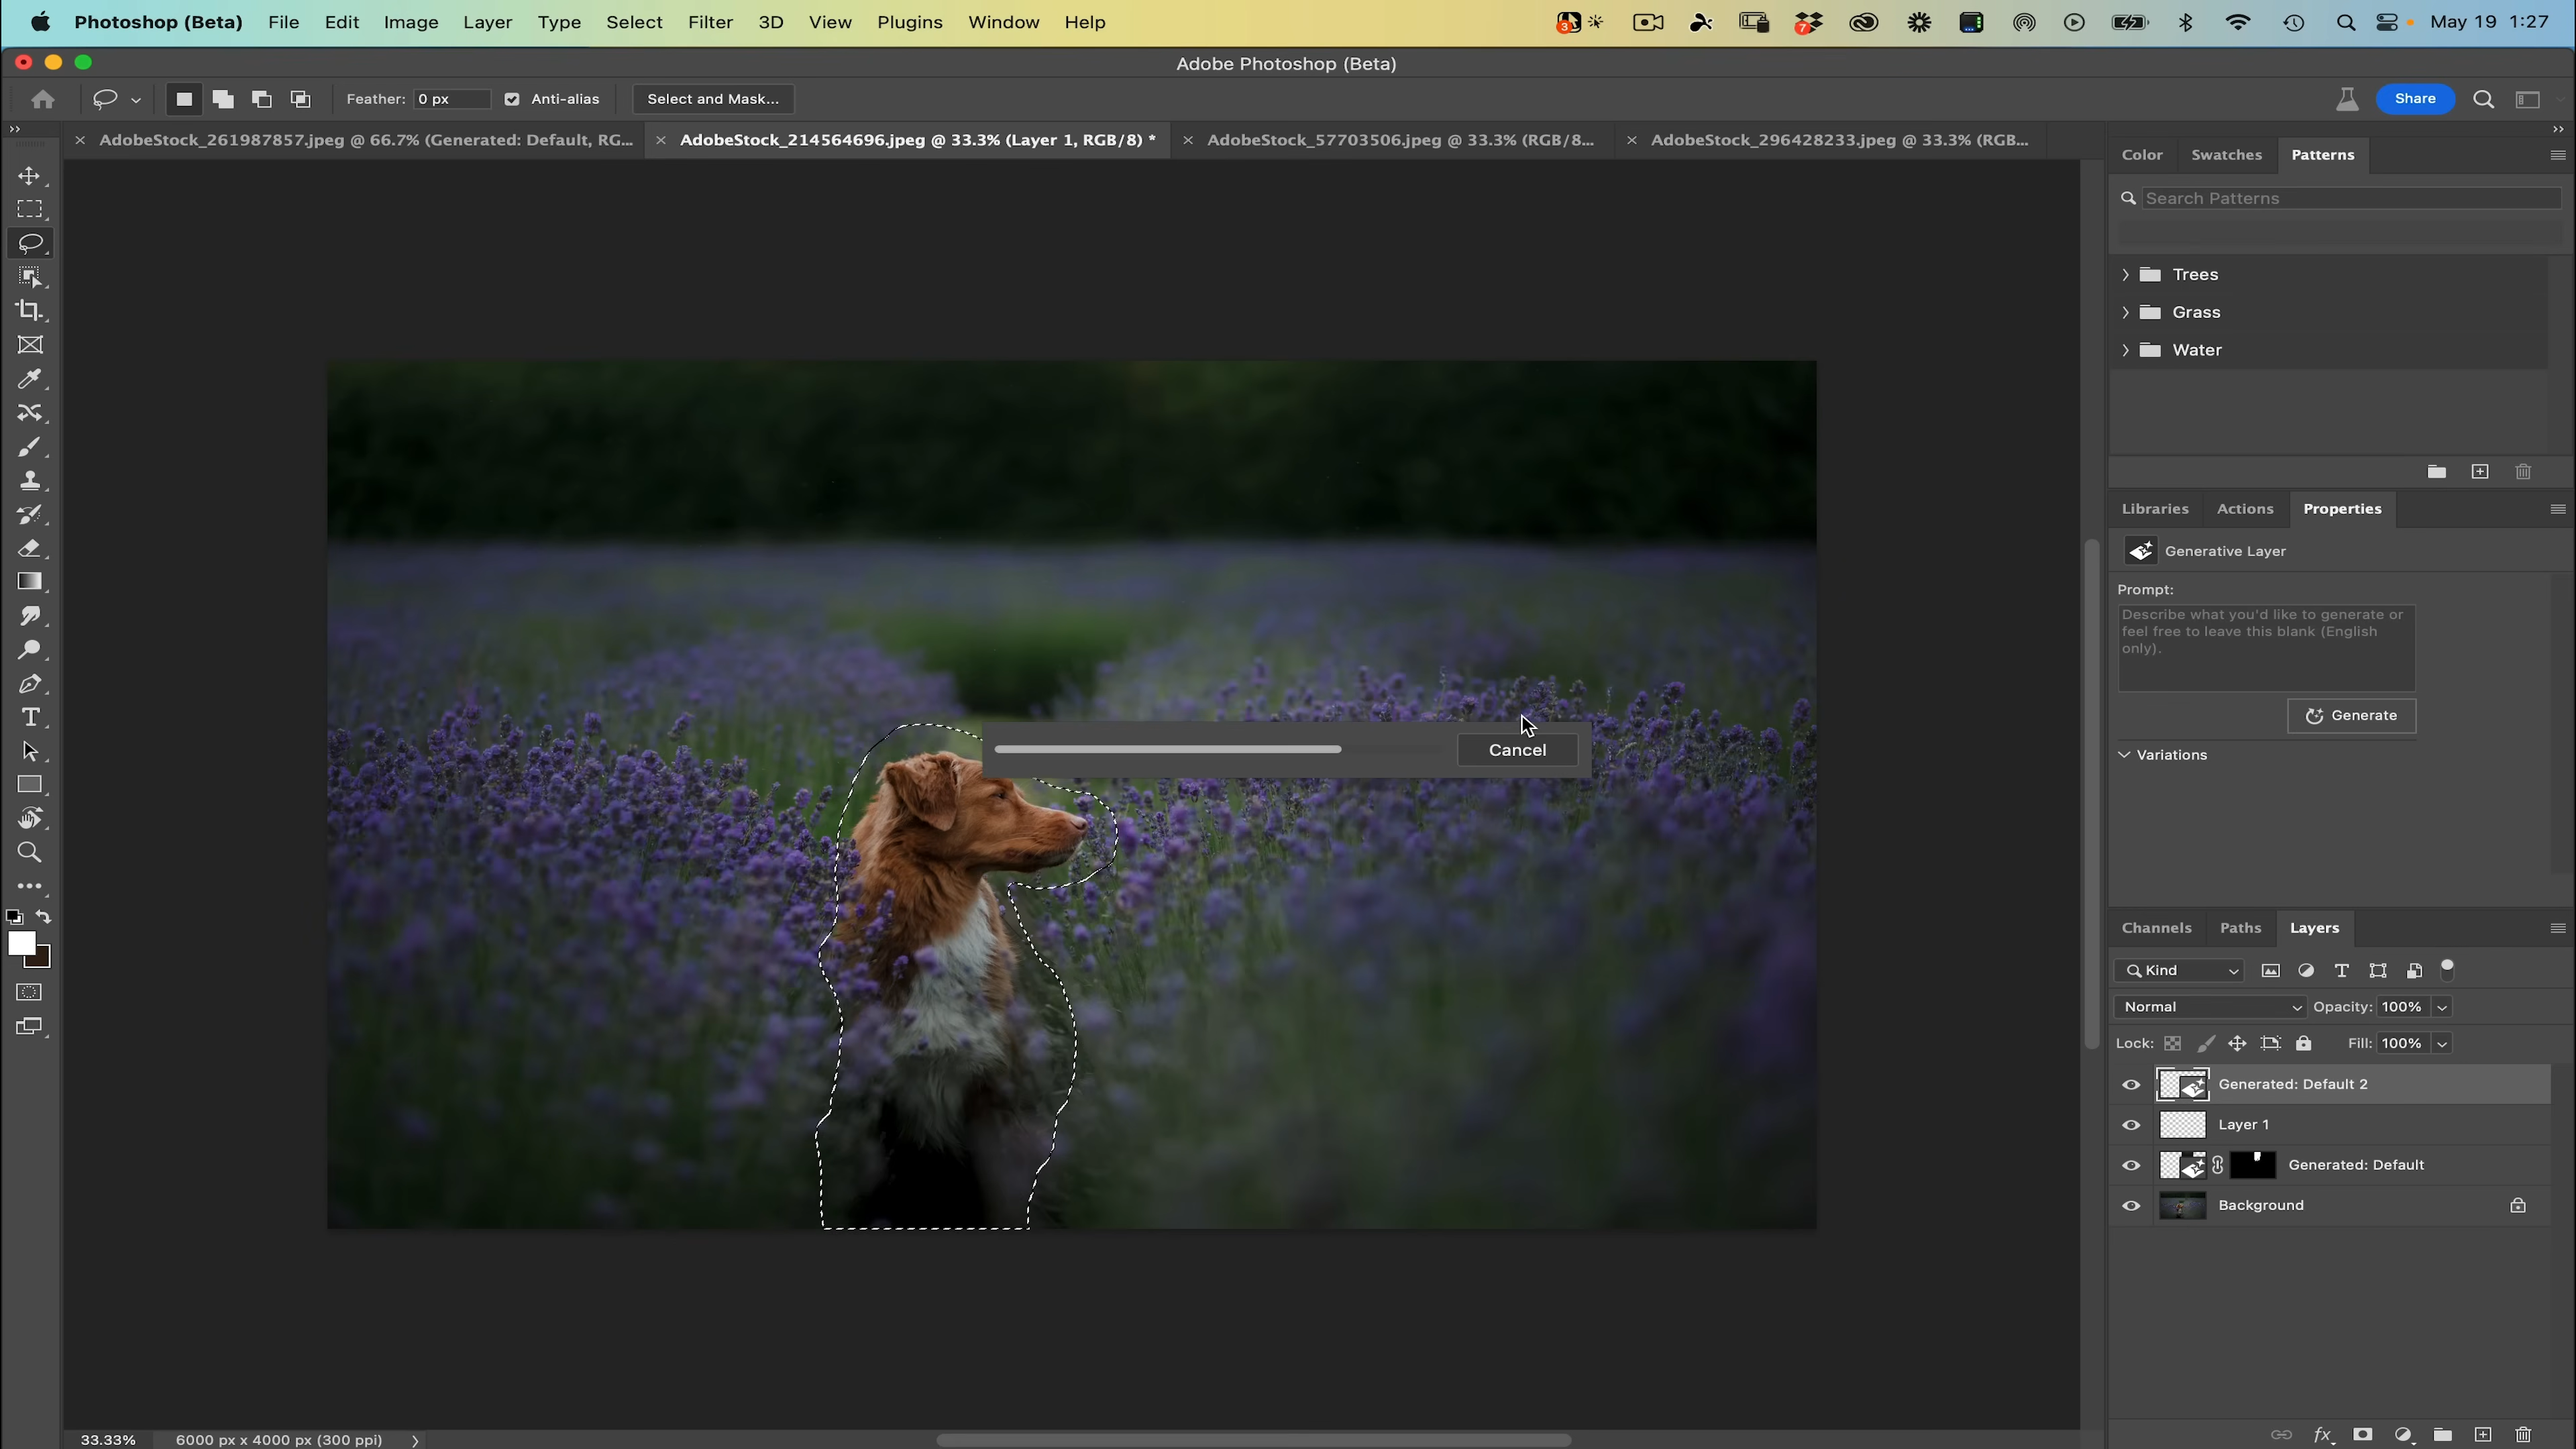 Photoshop (Beta) File Edit Image Layer Type Select Filter 3D View Plugins Window Help
3
7
May 19 1:27
Adobe Photoshop (Beta)
Feather: 0 px Anti-alias Select and Mask...
Share
AdobeStock_261987857.jpeg @ 66.7% (Generated: Default, RG...
AdobeStock_214564696.jpeg @ 33.3% (Layer 1, RGB/8) *
AdobeStock_57703506.jpeg @ 33.3% (RGB/8...
AdobeStock_296428233.jpeg @ 33.3% (RGB...
Color Swatches Patterns
Search Patterns
Trees
Grass
Water
Libraries Actions Properties
Generative Layer
Prompt:
Describe what you'd like to generate or
feel free to leave this blank (English
only).
Generate
Variations
Cancel
Channels Paths Layers
Kind
Normal Opacity: 100%
Lock: Fill: 100%
Generated: Default 2
Layer 1
Generated: Default
Background
fx
33.33% 6000 px x 4000 px (300 ppi)